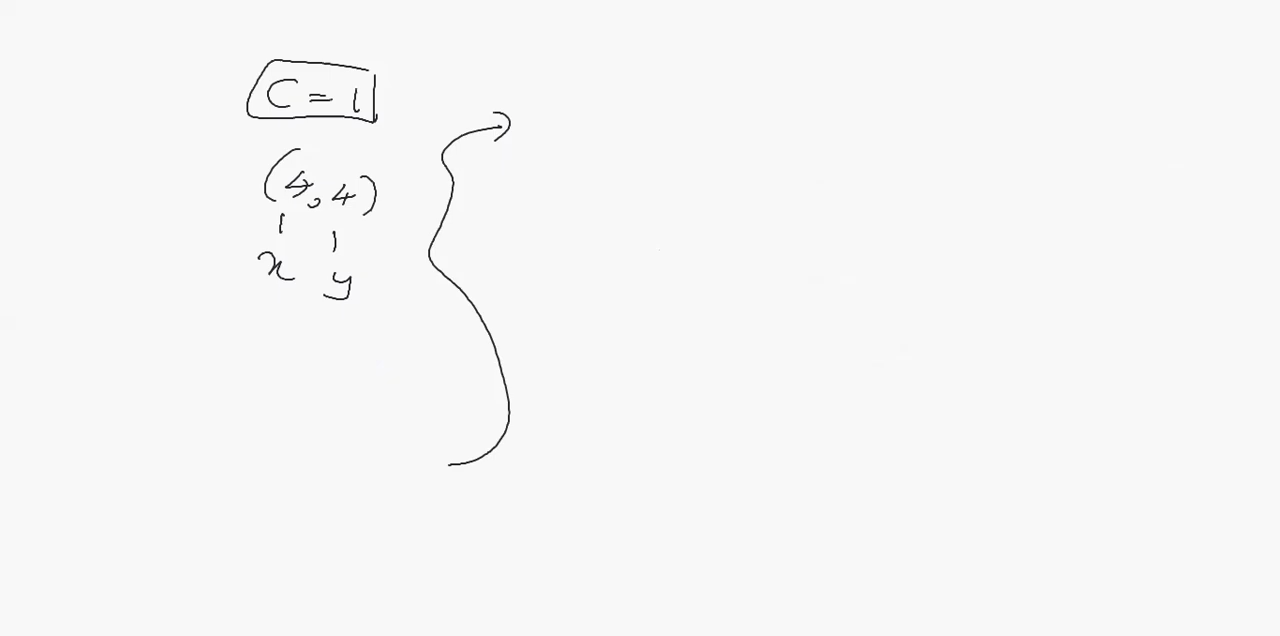 C = 1
(4, 4)
x y